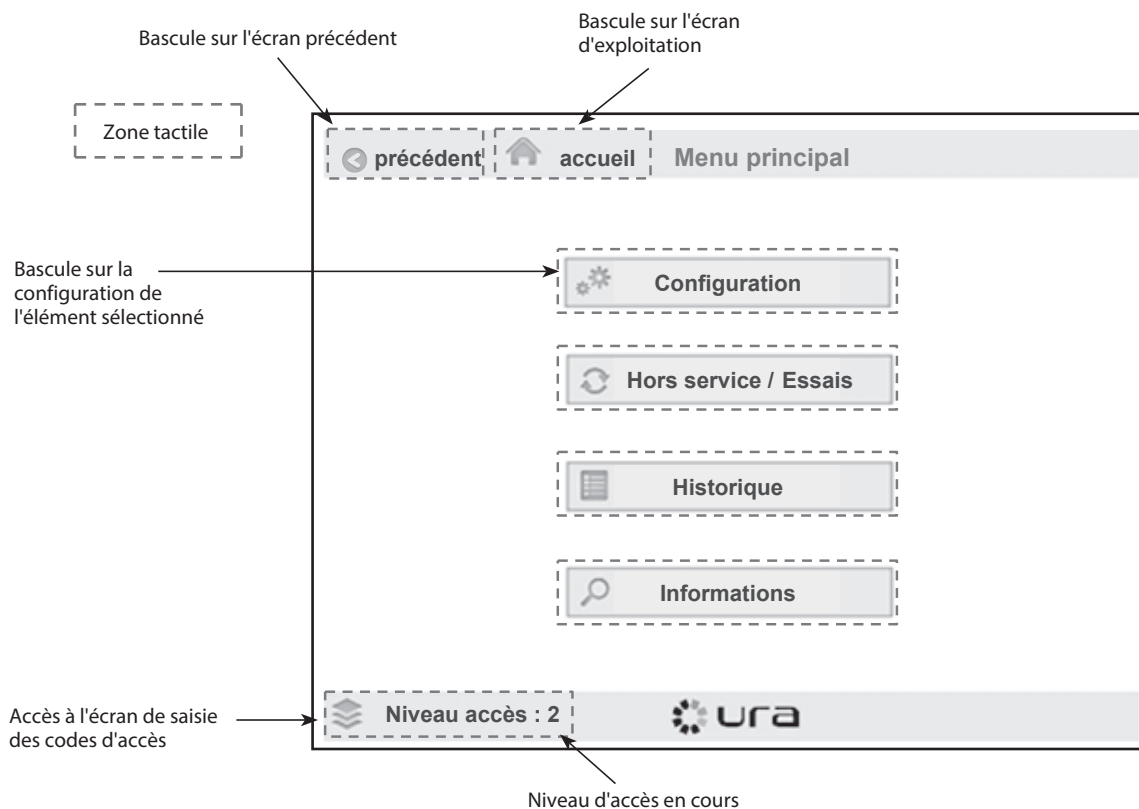 Bascule sur l'écran précédent
Bascule sur l'écran
d'exploitation
Zone tactile
précédent
accueil
Menu principal
Bascule sur la
configuration de
l'élément sélectionné
Configuration
Hors service / Essais
Historique
Informations
Accès à l'écran de saisie
des codes d'accès
Niveau accès : 2
ura
Niveau d'accès en cours